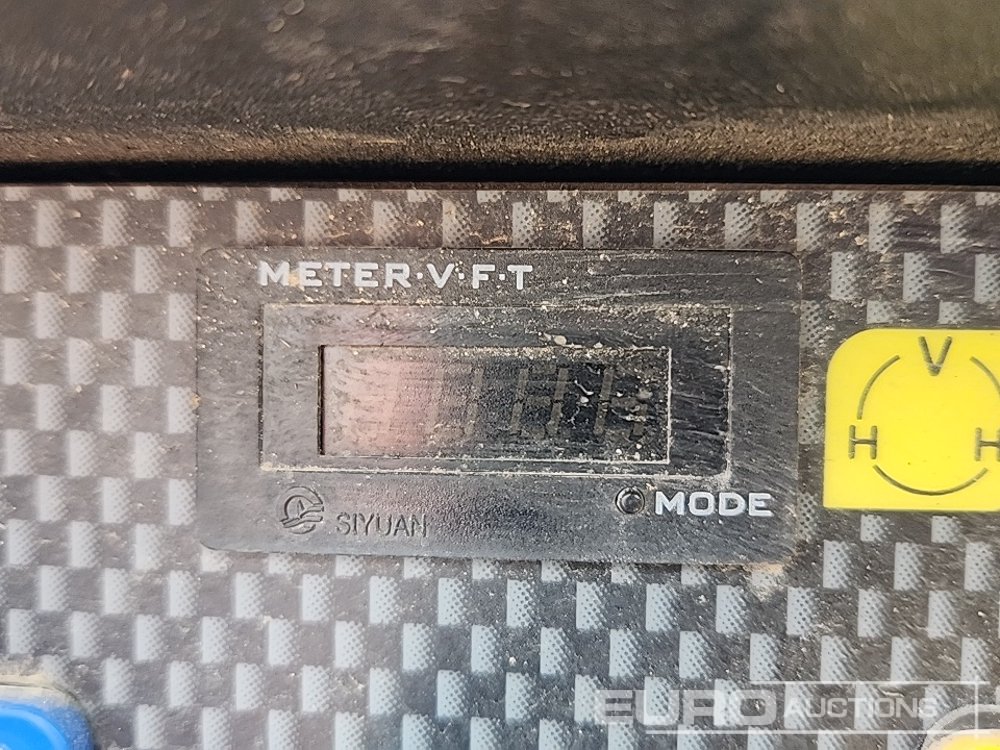 METER·V·F·T
V
H H
SIYUAN
MODE
EURO AUCTIONS